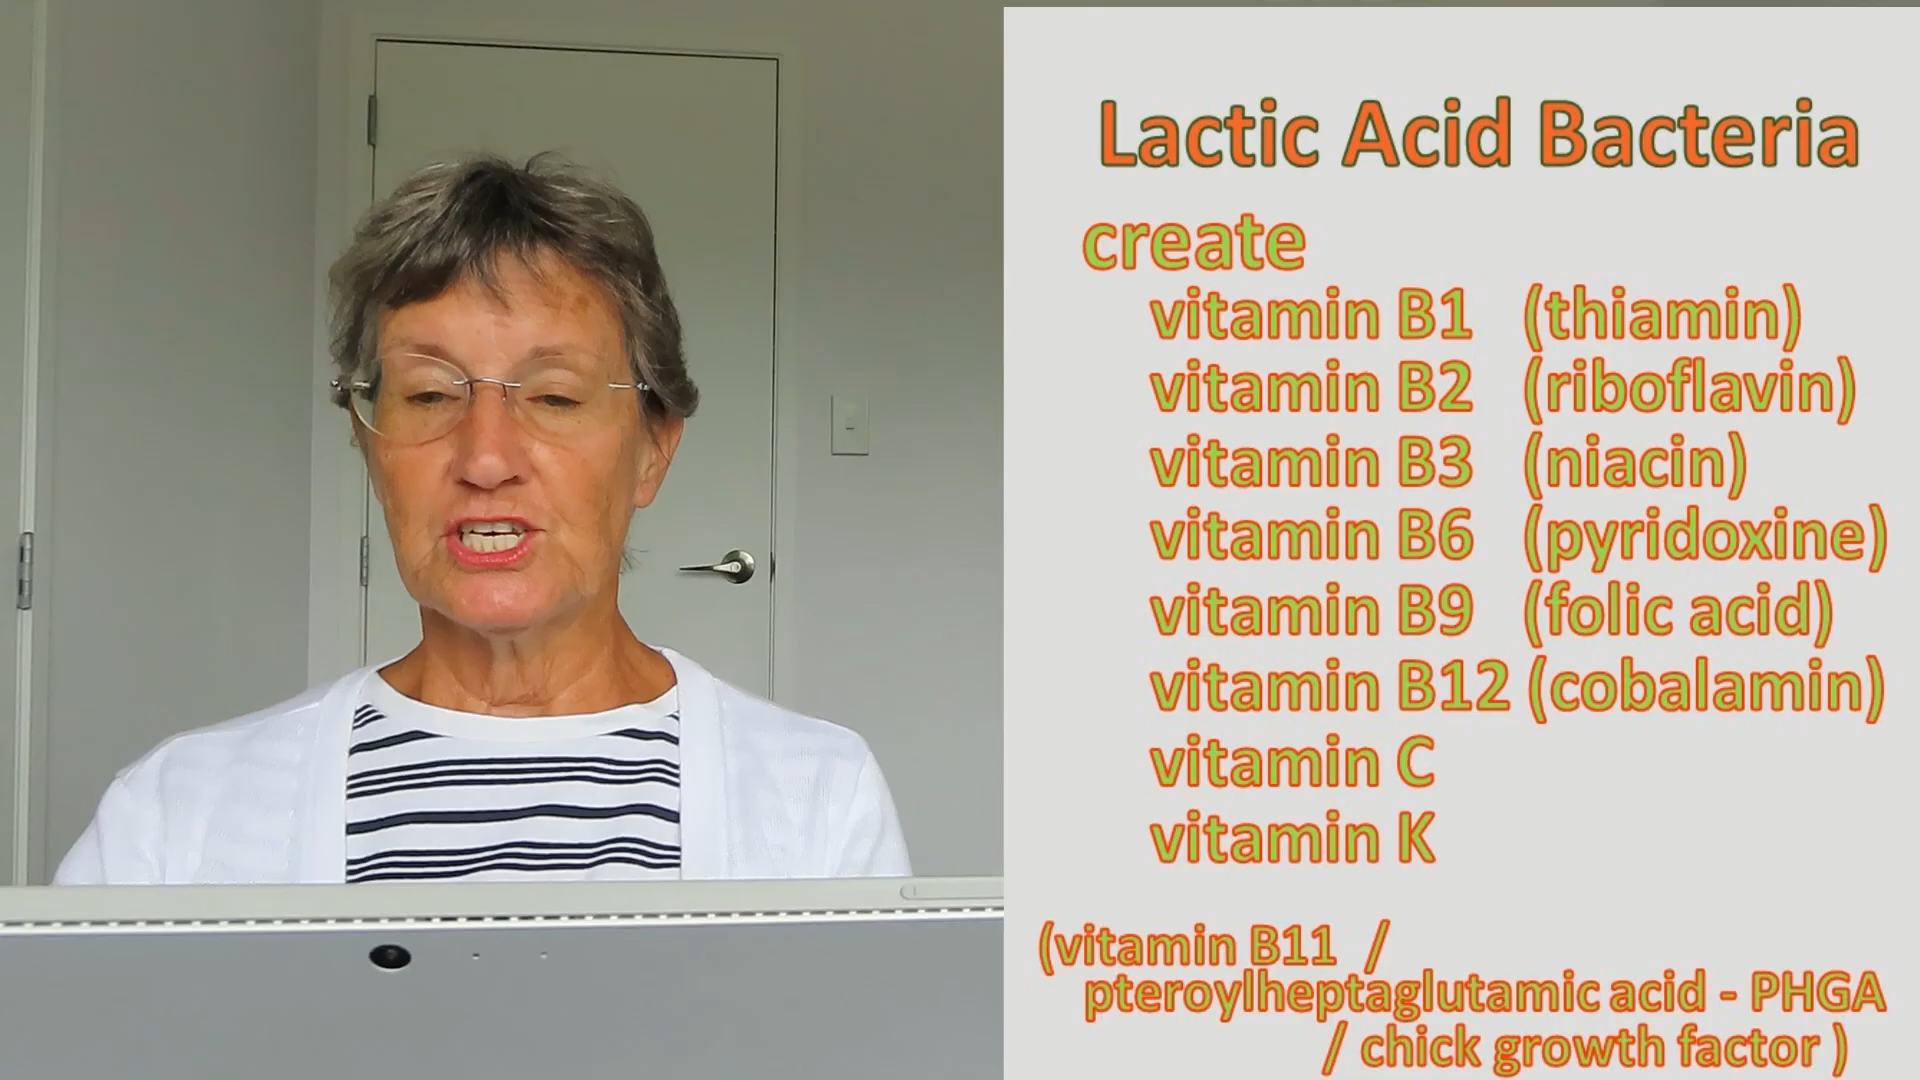 Lactic Acid Bacteria
create
vitamin B1 (thiamin)
vitamin B2 (riboflavin)
vitamin B3 (niacin)
vitamin B6 (pyridoxine)
vitamin B9 (folic acid)
vitamin B12 (cobalamin)
vitamin C
vitamin K
(vitamin B11 /
pteroylheptaglutamic acid - PHGA
/ chick growth factor )